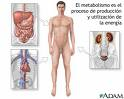 El metabolismo es el
proceso de producción
y utilización de
la energía
ADAM